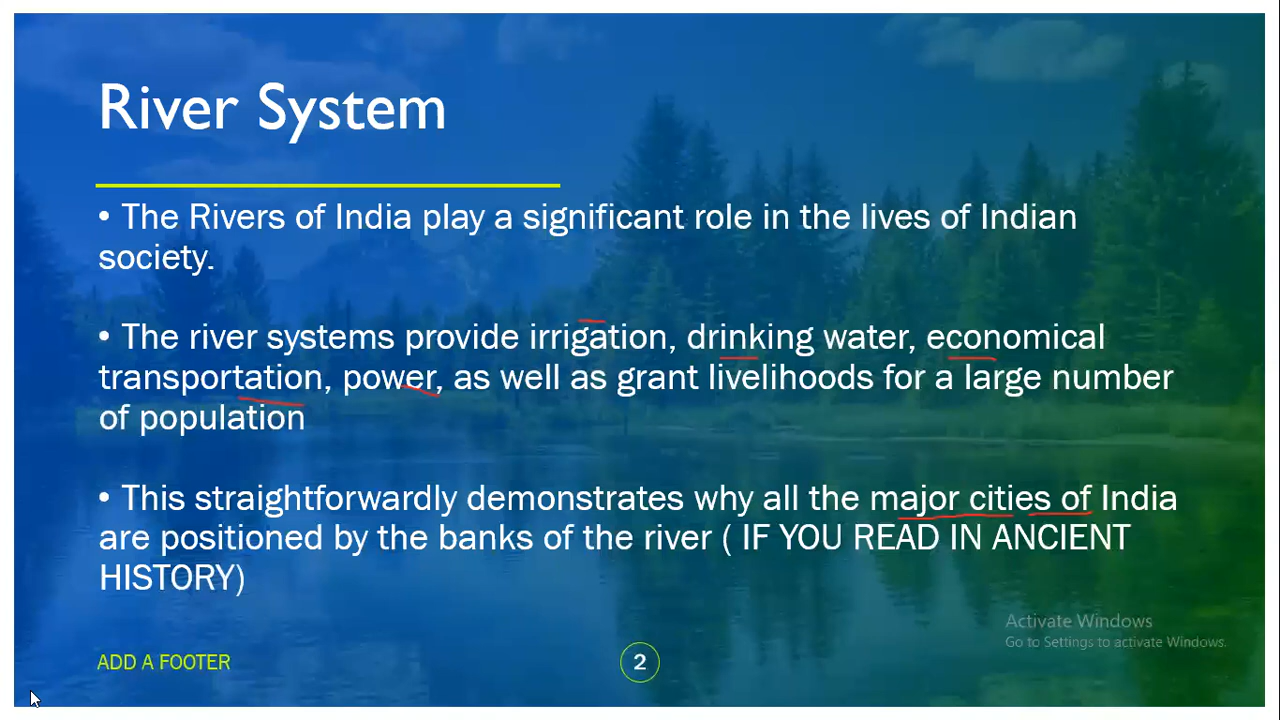 River System
• The Rivers of India play a significant role in the lives of Indian
society.
• The river systems provide irrigation, drinking water, economical
transportation, power, as well as grant livelihoods for a large number
of population
• This straightforwardly demonstrates why all the major cities of India
are positioned by the banks of the river ( IF YOU READ IN ANCIENT
HISTORY)
Activate Windows
Go to Settings to activate Windows.
ADD A FOOTER
2